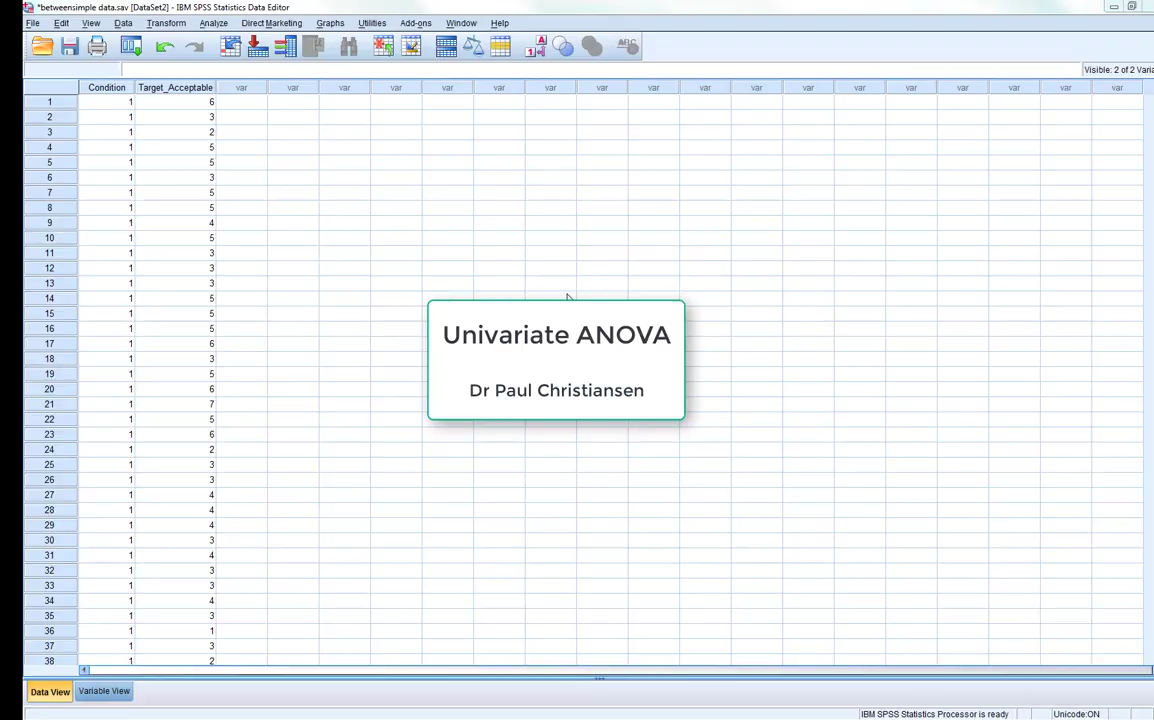 *betweensimple data.sav [DataSet2] - IBM SPSS Statistics Data Editor
File Edit View Data Transform Analyze Direct Marketing Graphs Utilities Add-ons Window Help
Visible: 2 of 2 Varia
Condition Target_Acceptable var var var var var var var var var var var var var var var var var var
1 1 6
2 1 3
3 1 2
4 1 5
5 1 5
6 1 3
7 1 5
8 1 5
9 1 4
10 1 5
11 1 3
12 1 3
13 1 3
14 1 5
15 1 5
16 1 5
17 1 6
18 1 3
19 1 5
20 1 6
21 1 7
22 1 5
23 1 6
24 1 2
25 1 3
26 1 3
27 1 4
28 1 4
29 1 4
30 1 3
31 1 4
32 1 3
33 1 3
34 1 4
35 1 3
36 1 1
37 1 3
38 1 2
Univariate ANOVA
Dr Paul Christiansen
Data View Variable View
IBM SPSS Statistics Processor is ready Unicode:ON